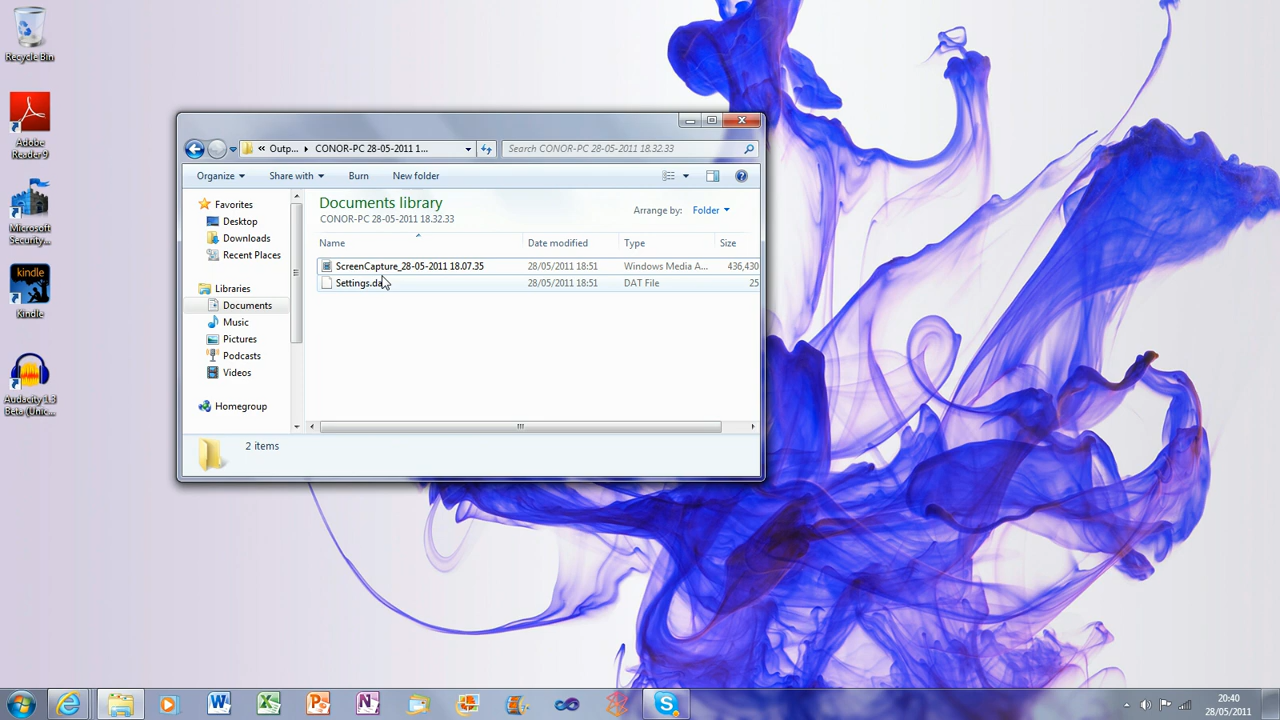 Recycle Bin
Adobe
Reader 9
Microsoft
Security...
kindle
Kindle
Audacity 1.3
Beta (Unic...
« Outp... ▸ CONOR-PC 28-05-2011 1...
Search CONOR-PC 28-05-2011 18.32.33
Organize
Share with
Burn
New folder
Favorites
Desktop
Downloads
Recent Places
Libraries
Documents
Music
Pictures
Podcasts
Videos
Homegroup
Documents library
CONOR-PC 28-05-2011 18.32.33
Arrange by: Folder
Name Date modified Type Size
ScreenCapture_28-05-2011 18.07.35 28/05/2011 18:51 Windows Media A... 436,430
Settings.da 28/05/2011 18:51 DAT File 25
2 items
20:40
28/05/2011